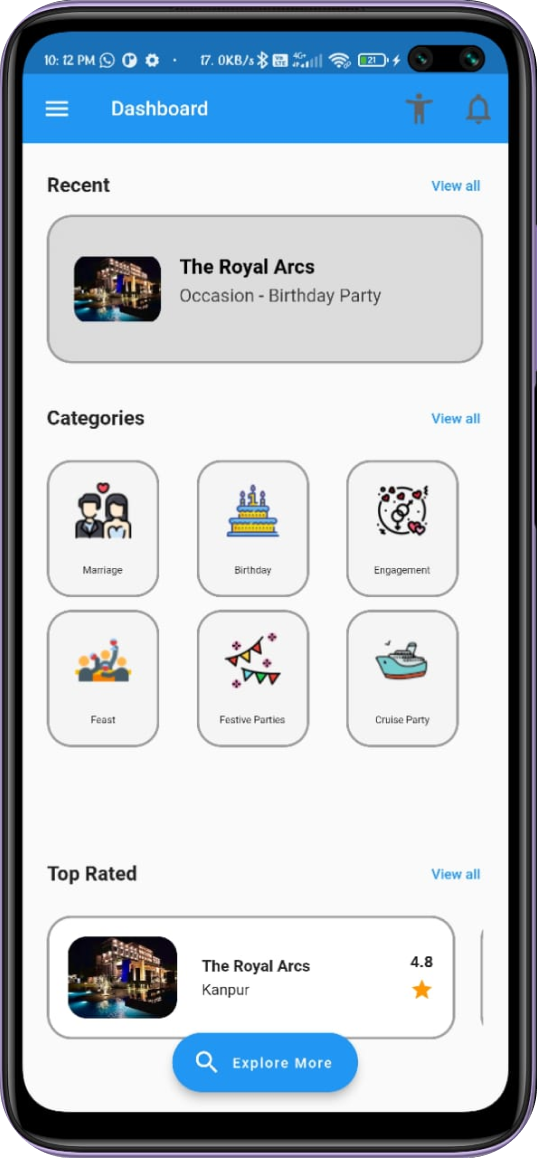 10:12 PM 17.0KB/s 4G+ 21
Dashboard
Recent View all
The Royal Arcs
Occasion - Birthday Party
Categories View all
Marriage Birthday Engagement
Feast Festive Parties Cruise Party
Top Rated View all
The Royal Arcs 4.8
Kanpur
Explore More